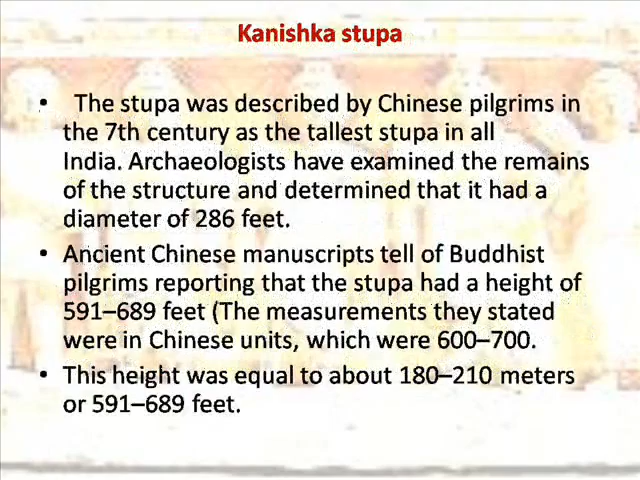 Kanishka stupa
• The stupa was described by Chinese pilgrims in
the 7th century as the tallest stupa in all
India. Archaeologists have examined the remains
of the structure and determined that it had a
diameter of 286 feet.
• Ancient Chinese manuscripts tell of Buddhist
pilgrims reporting that the stupa had a height of
591–689 feet (The measurements they stated
were in Chinese units, which were 600–700.
• This height was equal to about 180–210 meters
or 591–689 feet.